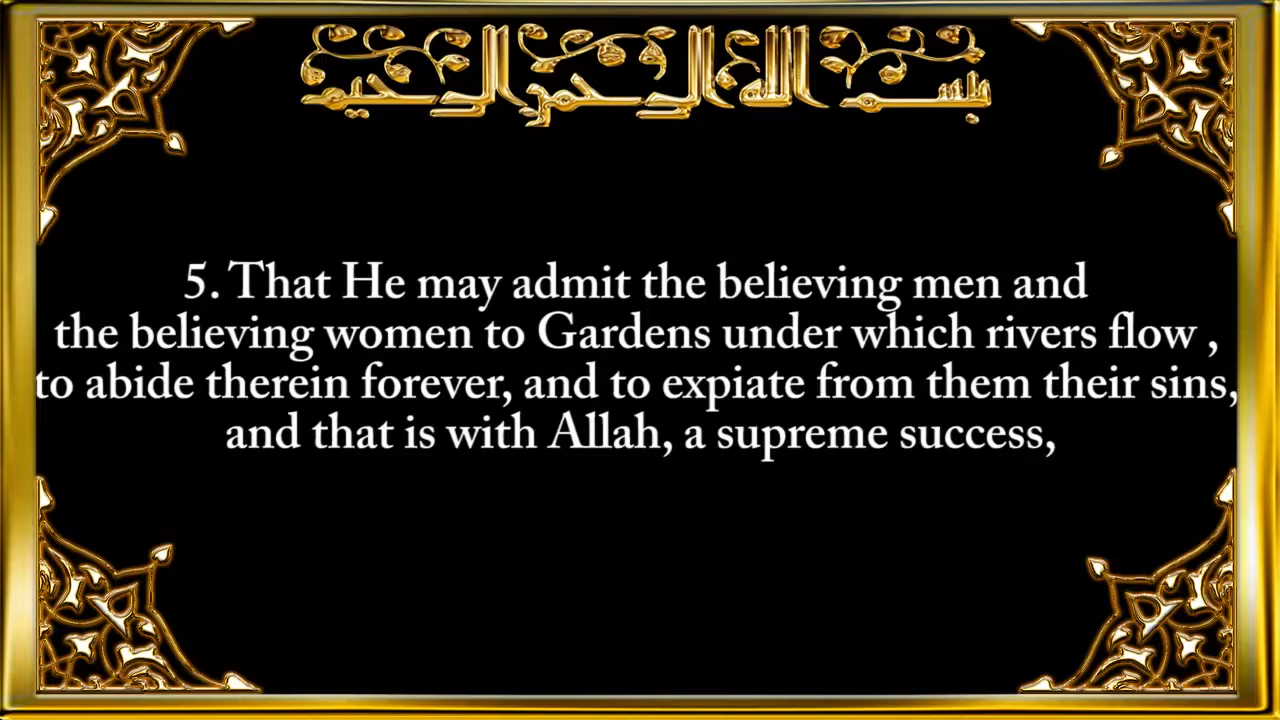 بسم الله الرحمن الرحيم
5. That He may admit the believing men and
the believing women to Gardens under which rivers flow ,
to abide therein forever, and to expiate from them their sins,
and that is with Allah, a supreme success,